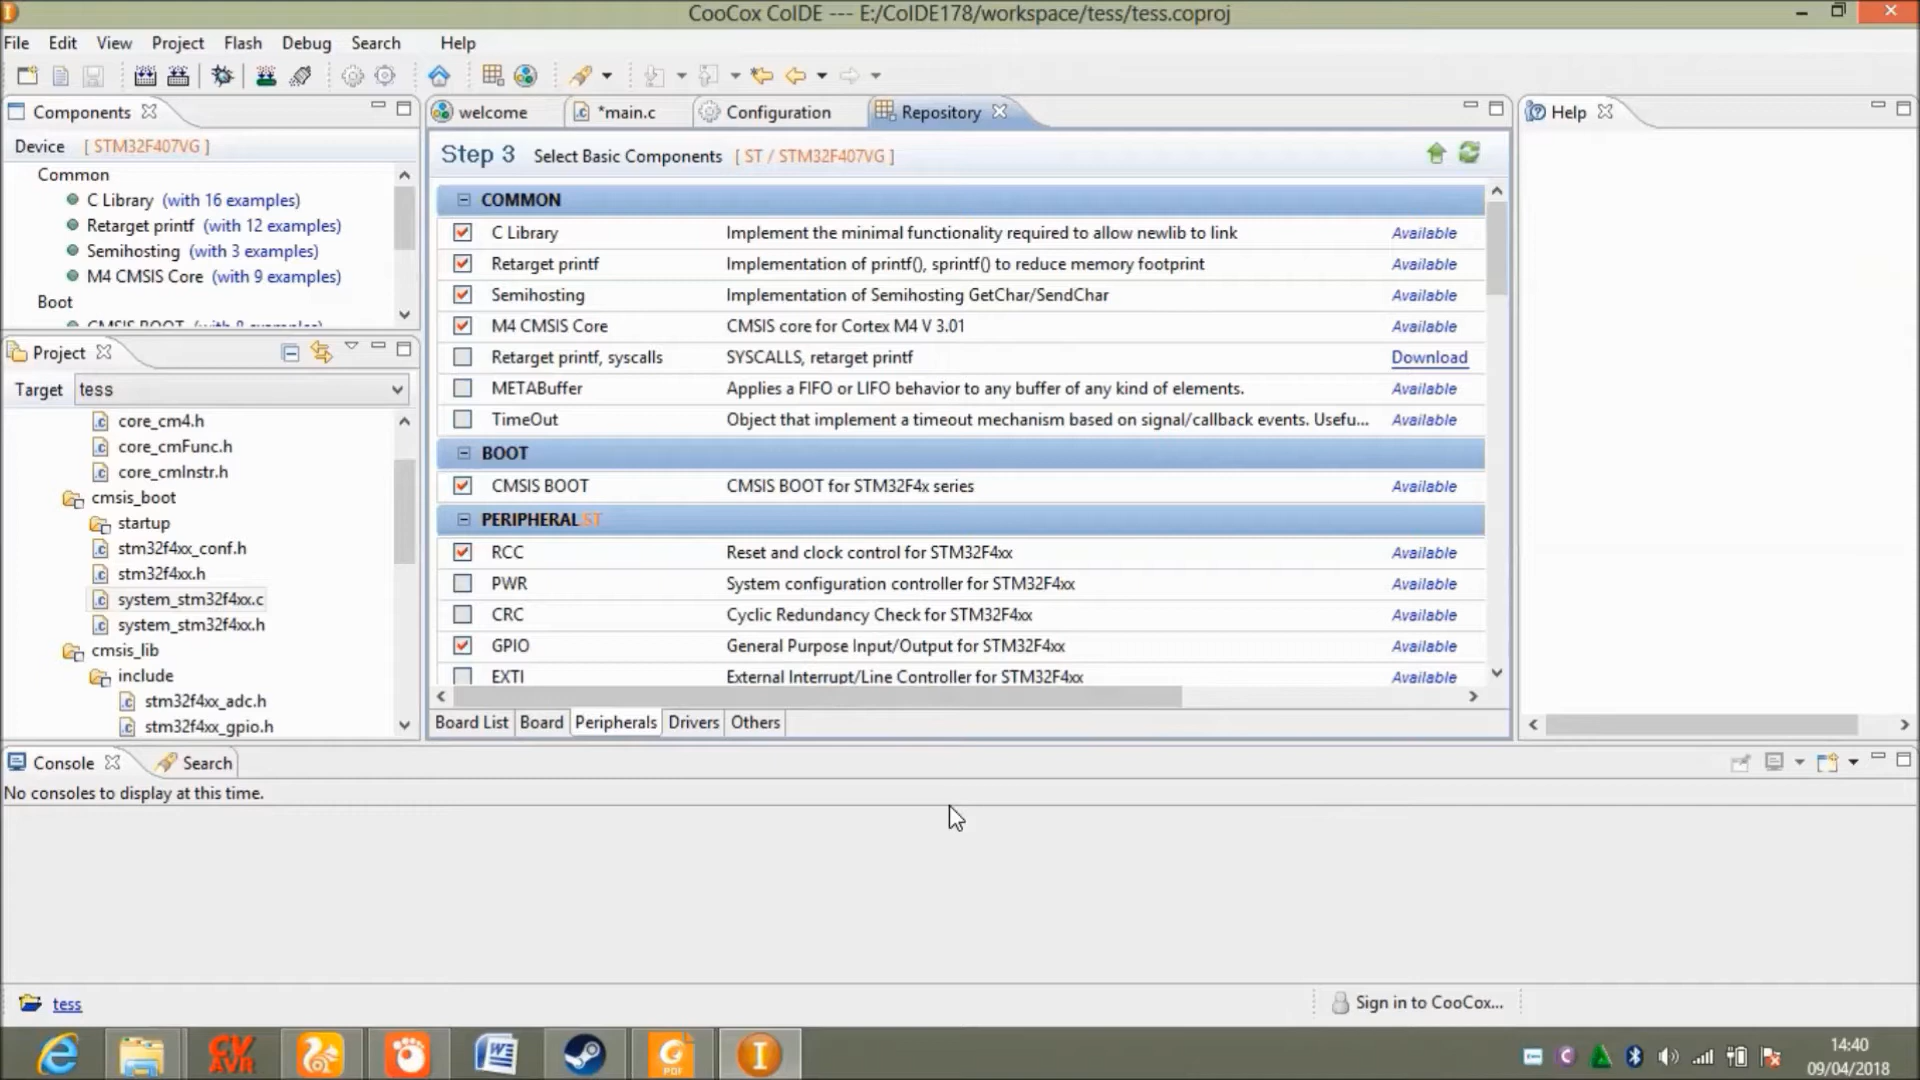 CooCox CoIDE --- E:/CoIDE178/workspace/tess/tess.coproj
File Edit View Project Flash Debug Search Help
Components
Device [ STM32F407VG ]
Common
C Library (with 16 examples)
Retarget printf (with 12 examples)
Semihosting (with 3 examples)
M4 CMSIS Core (with 9 examples)
Boot
CMSIS BOOT (with 8 examples)
Project
Target tess
core_cm4.h
core_cmFunc.h
core_cmInstr.h
cmsis_boot
startup
stm32f4xx_conf.h
stm32f4xx.h
system_stm32f4xx.c
system_stm32f4xx.h
cmsis_lib
include
stm32f4xx_adc.h
stm32f4xx_gpio.h
welcome *main.c Configuration Repository
Step 3 Select Basic Components [ ST / STM32F407VG ]
COMMON
C Library Implement the minimal functionality required to allow newlib to link Available
Retarget printf Implementation of printf(), sprintf() to reduce memory footprint Available
Semihosting Implementation of Semihosting GetChar/SendChar Available
M4 CMSIS Core CMSIS core for Cortex M4 V 3.01 Available
Retarget printf, syscalls SYSCALLS, retarget printf Download
METABuffer Applies a FIFO or LIFO behavior to any buffer of any kind of elements. Available
TimeOut Object that implement a timeout mechanism based on signal/callback events. Usefu... Available
BOOT
CMSIS BOOT CMSIS BOOT for STM32F4x series Available
PERIPHERAL.ST
RCC Reset and clock control for STM32F4xx Available
PWR System configuration controller for STM32F4xx Available
CRC Cyclic Redundancy Check for STM32F4xx Available
GPIO General Purpose Input/Output for STM32F4xx Available
EXTI External Interrupt/Line Controller for STM32F4xx Available
Board List Board Peripherals Drivers Others
Help
Console Search
No consoles to display at this time.
tess
Sign in to CooCox...
CV
AVR
PDF
14:40
09/04/2018